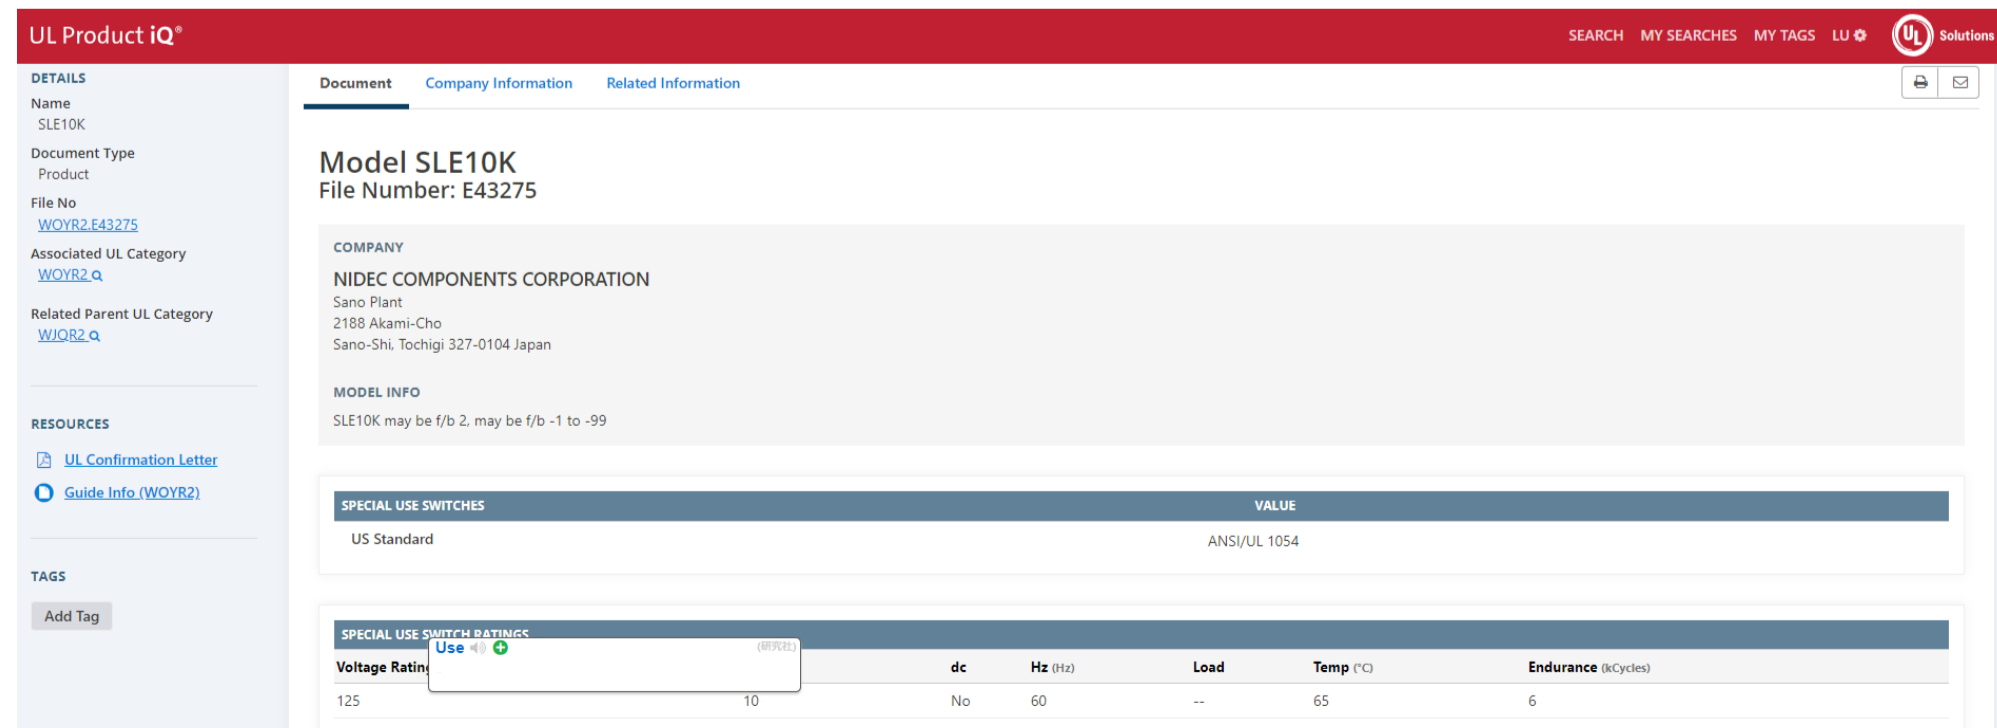 UL Product iQ®
SEARCH MY SEARCHES MY TAGS LU
UL Solutions
DETAILS
Name
SLE10K
Document Type
Product
File No
WOYR2.E43275
Associated UL Category
WOYR2
Related Parent UL Category
WJQR2
RESOURCES
UL Confirmation Letter
Guide Info (WOYR2)
TAGS
Add Tag
Document Company Information Related Information
Model SLE10K
File Number: E43275
COMPANY
NIDEC COMPONENTS CORPORATION
Sano Plant
2188 Akami-Cho
Sano-Shi, Tochigi 327-0104 Japan
MODEL INFO
SLE10K may be f/b 2, may be f/b -1 to -99
SPECIAL USE SWITCHES VALUE
US Standard ANSI/UL 1054
SPECIAL USE SWITCH RATINGS
Use (研究社)
Voltage Rating dc Hz (Hz) Load Temp (°C) Endurance (kCycles)
125 10 No 60 -- 65 6